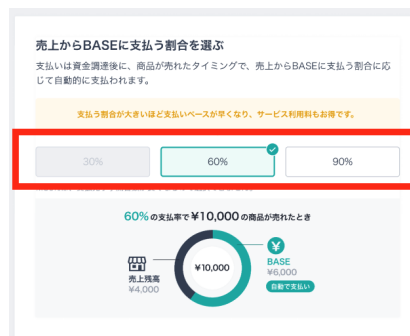 売上からBASEに支払う割合を選ぶ
支払いは資金調達後に、商品が売れたタイミングで、売上からBASEに支払う割合に応
じて自動的に支払われます。
支払う割合が大きいほど支払いペースが早くなり、サービス利用料もお得です。
30%
60%
90%
60%の支払率で¥10,000の商品が売れたとき
¥10,000
売上残高
¥4,000
BASE
¥6,000
自動で支払い